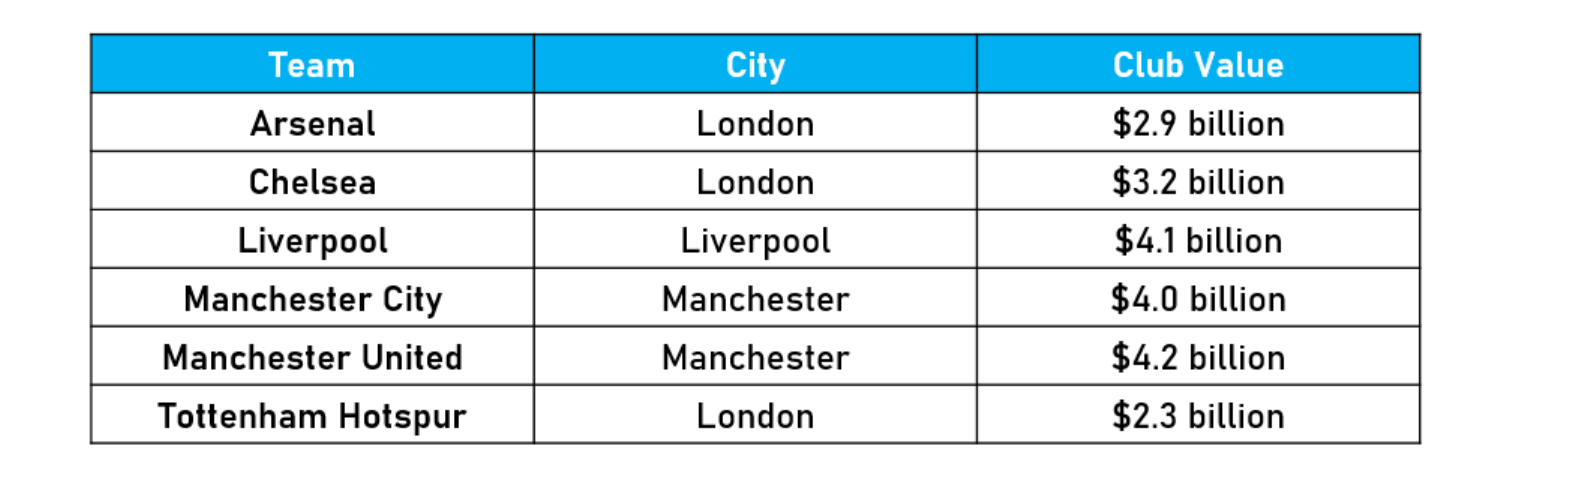 Team City Club Value
Arsenal London $2.9 billion
Chelsea London $3.2 billion
Liverpool Liverpool $4.1 billion
Manchester City Manchester $4.0 billion
Manchester United Manchester $4.2 billion
Tottenham Hotspur London $2.3 billion